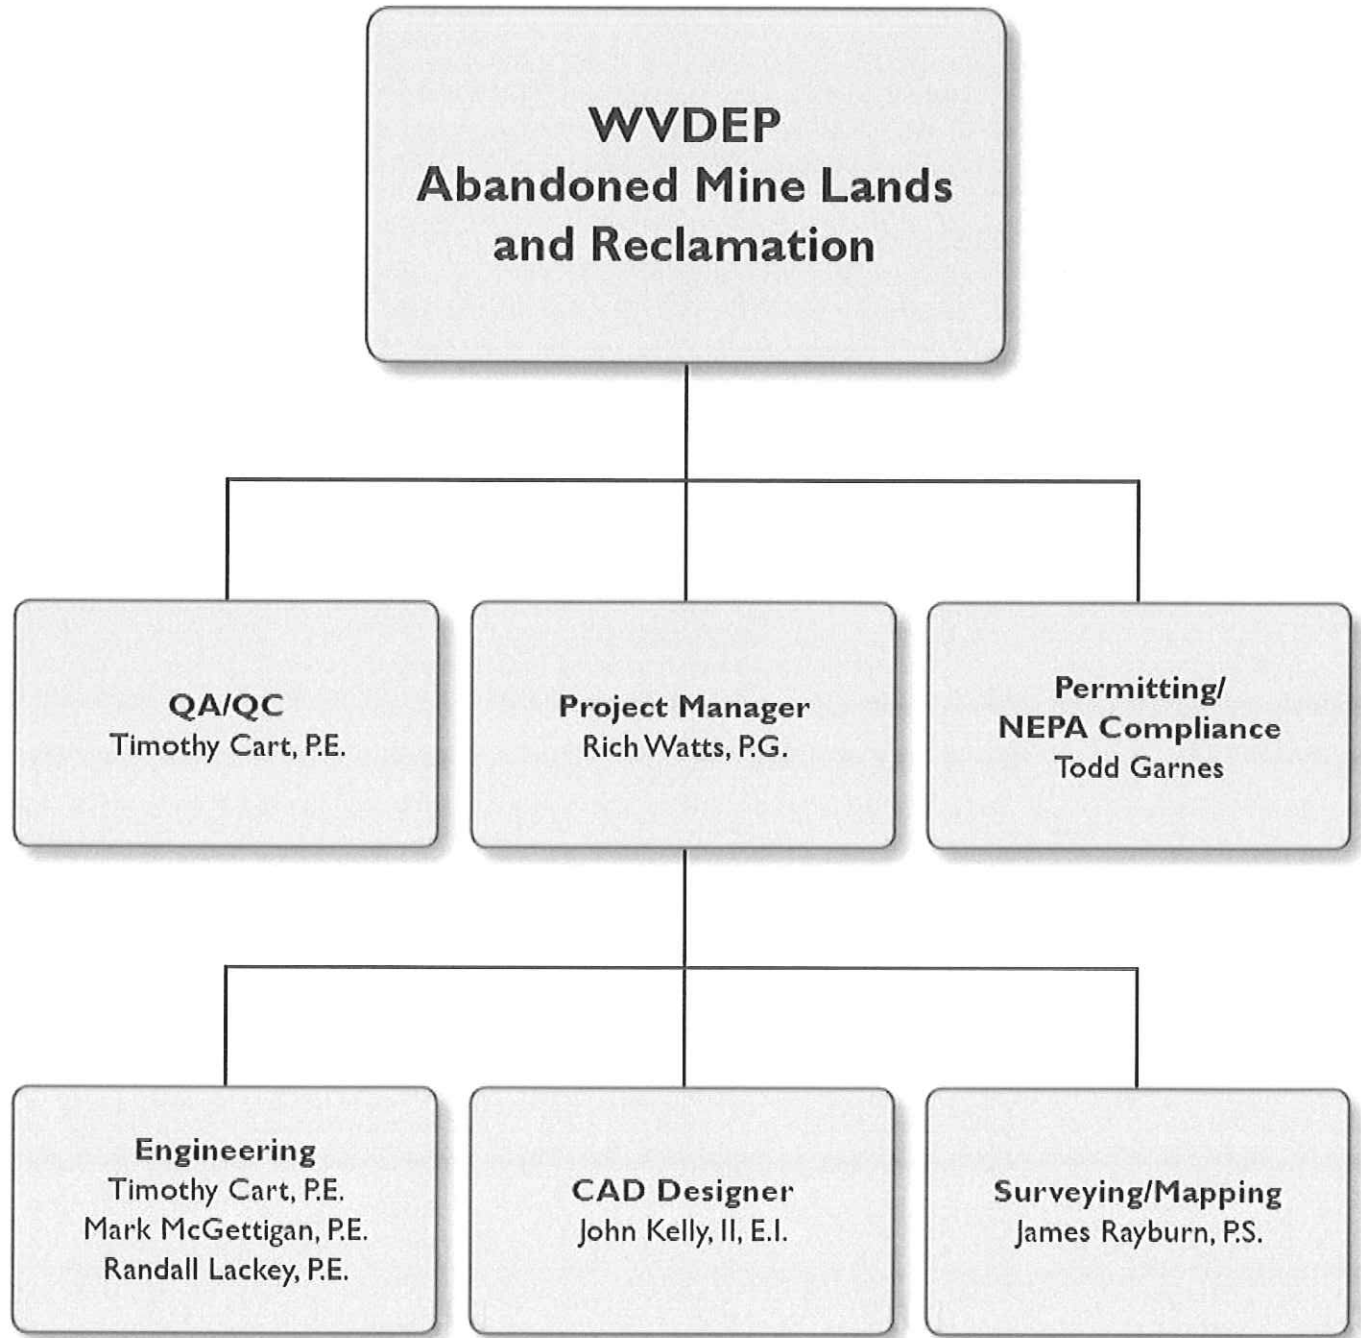 WVDEP
Abandoned Mine Lands
and Reclamation
QA/QC
Timothy Cart, P.E.
Project Manager
Rich Watts, P.G.
Permitting/
NEPA Compliance
Todd Garnes
Engineering
Timothy Cart, P.E.
Mark McGettigan, P.E.
Randall Lackey, P.E.
CAD Designer
John Kelly, II, E.I.
Surveying/Mapping
James Rayburn, P.S.